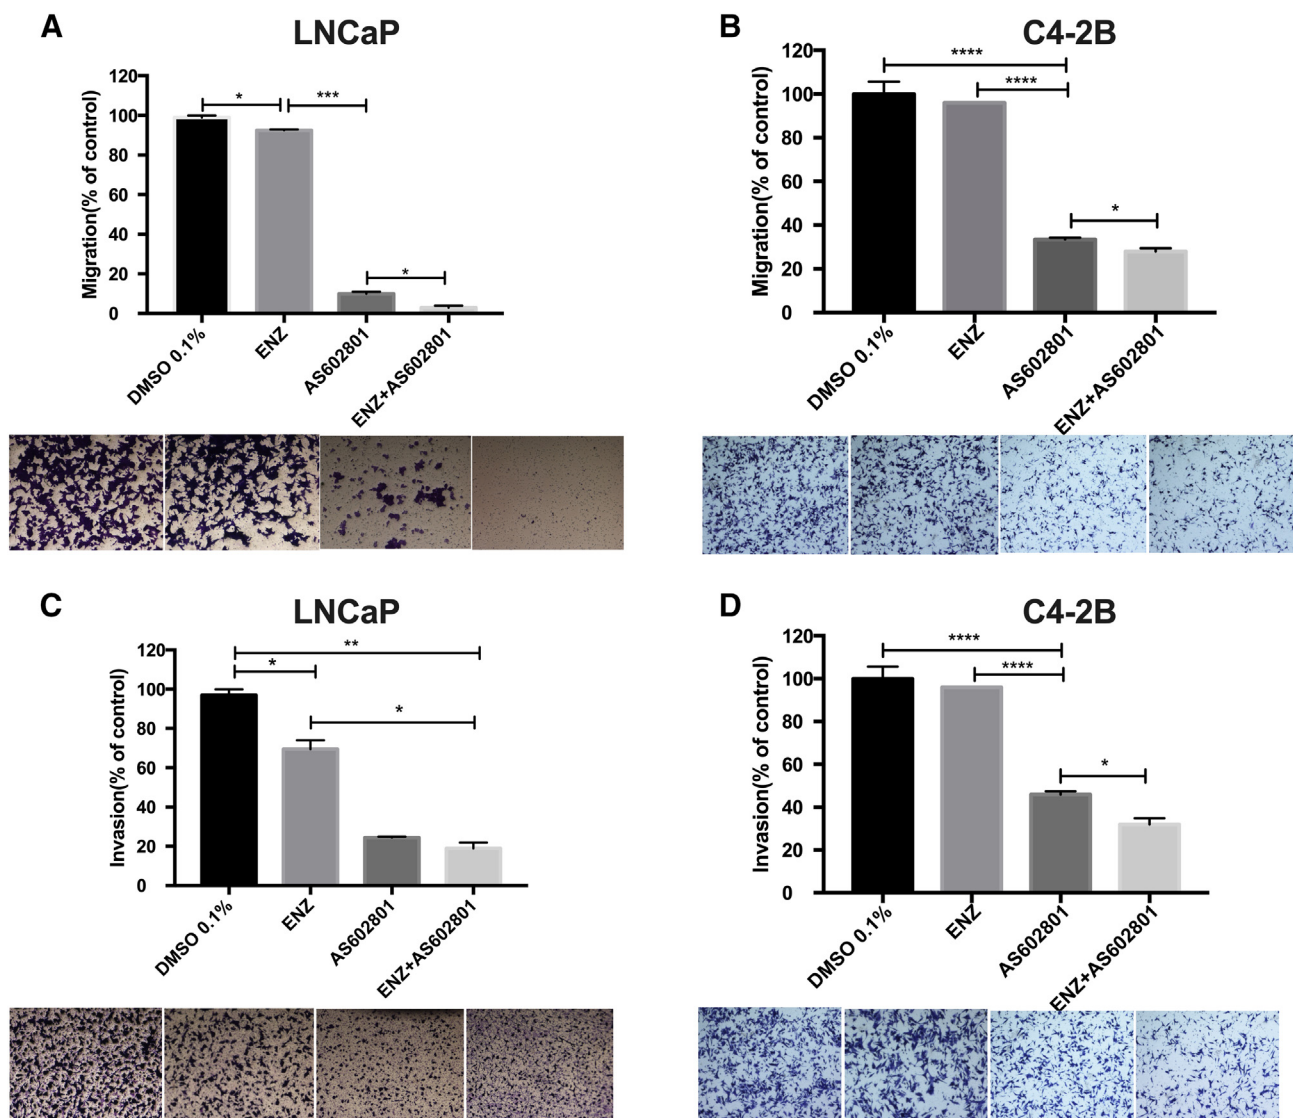 A
LNCaP
Migration(% of control)
120
100
80
60
40
20
0
*
***
*
DMSO 0.1%
ENZ
AS602801
ENZ+AS602801
B
C4-2B
Migration(% of control)
120
100
80
60
40
20
0
****
****
*
DMSO 0.1%
ENZ
AS602801
ENZ+AS602801
C
LNCaP
Invasion(% of control)
120
100
80
60
40
20
0
**
*
*
DMSO 0.1%
ENZ
AS602801
ENZ+AS602801
D
C4-2B
Invasion(% of control)
120
100
80
60
40
20
0
****
****
*
DMSO 0.1%
ENZ
AS602801
ENZ+AS602801